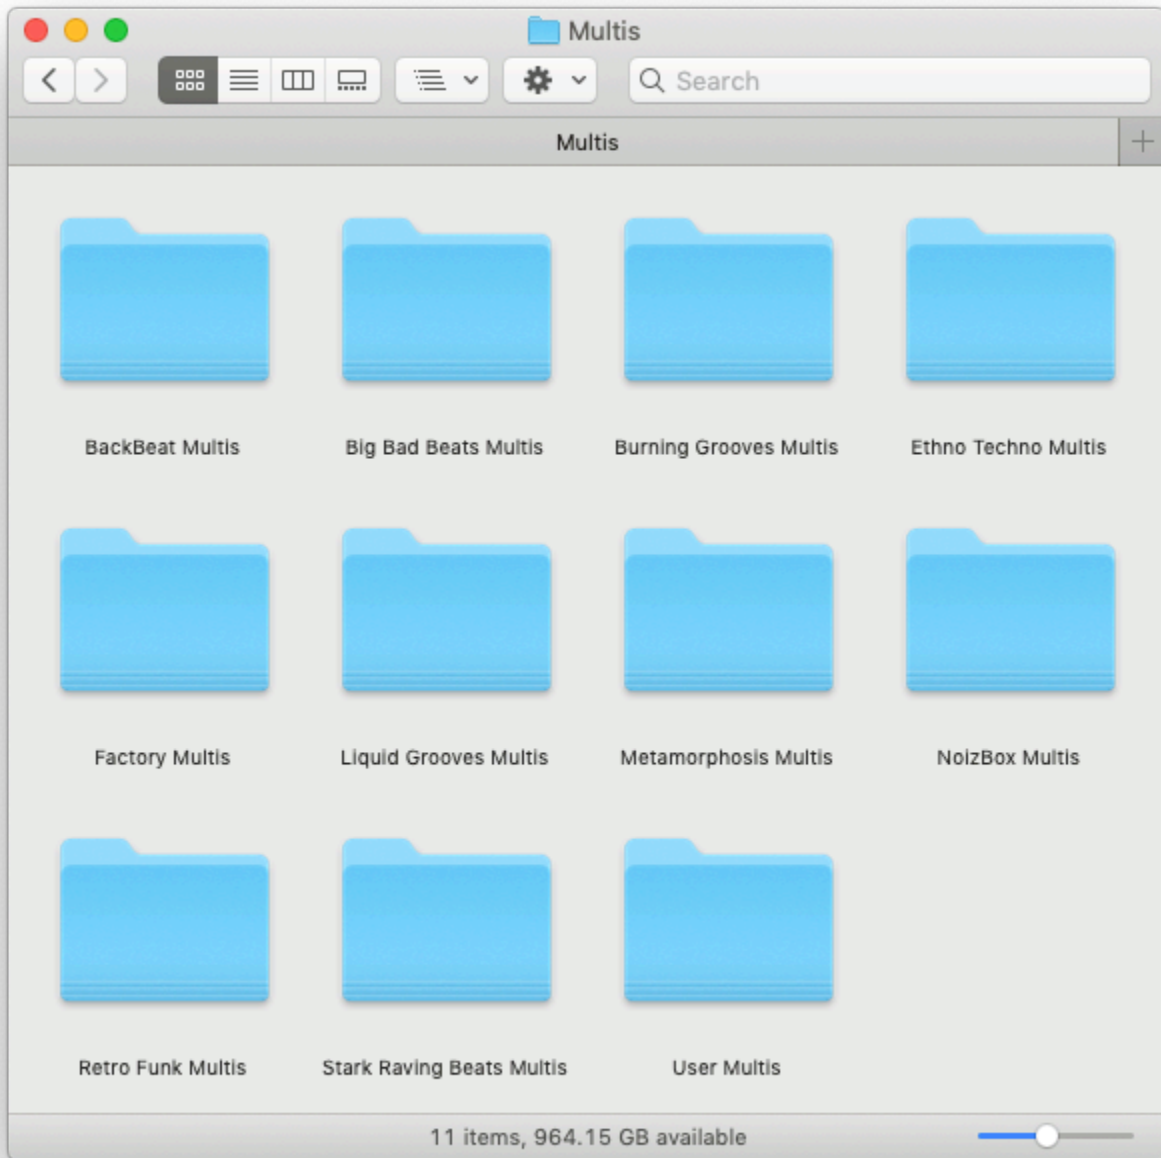 Multis
Search
Multis
BackBeat Multis
Big Bad Beats Multis
Burning Grooves Multis
Ethno Techno Multis
Factory Multis
Liquid Grooves Multis
Metamorphosis Multis
NoizBox Multis
Retro Funk Multis
Stark Raving Beats Multis
User Multis
11 items, 964.15 GB available